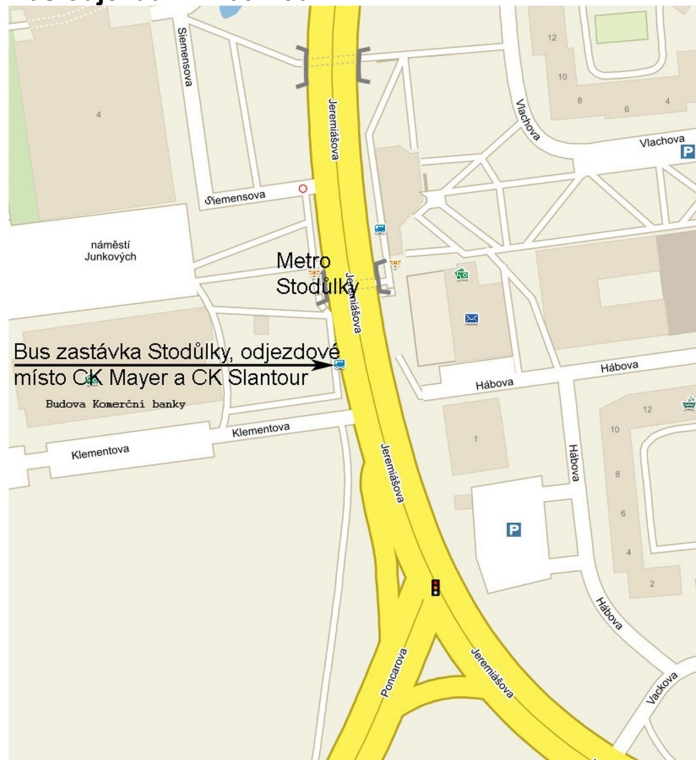 Siemensova
12
10
8
6
4
4
Jeremiášova
Vlachova
Vlachova
P
Siemensova
náměstí
Junkových
Metro
Stodůlky
Jeremiášova
Bus zastávka Stodůlky, odjezdové
místo CK Mayer a CK Slantour
Budova Komerční banky
Hábova
Hábova
12
10
8
6
4
2
1
Klementova
Klementova
Jeremiášova
Hábova
P
Hábova
Poncarova
Jeremiášova
Vackova